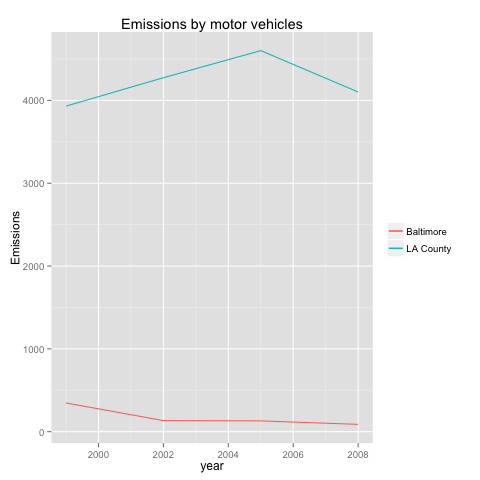 Emissions by motor vehicles
Emissions
4000
3000
2000
1000
0
2000 2002 2004 2006 2008
year
Baltimore
LA County